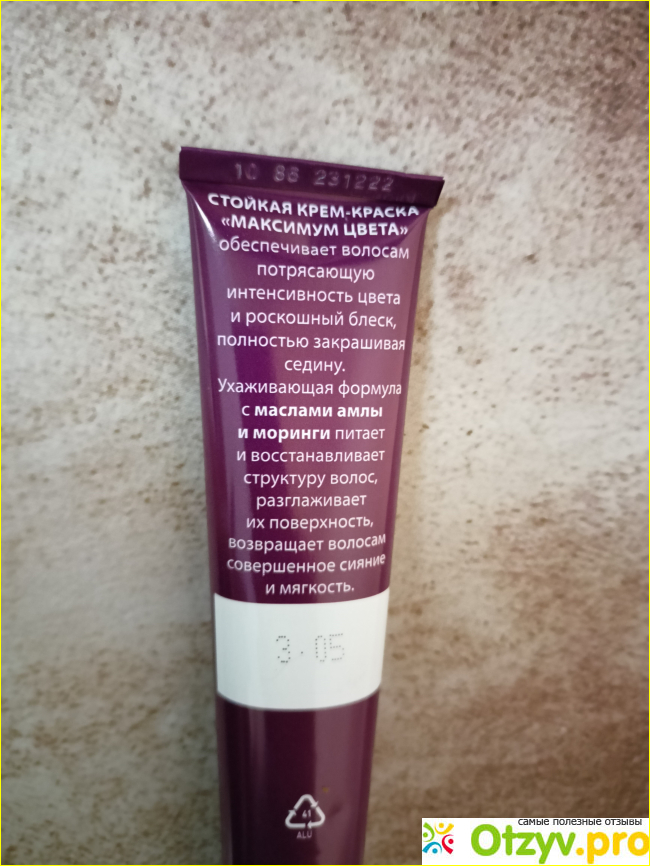 10 86 231222
СТОЙКАЯ КРЕМ-КРАСКА
«МАКСИМУМ ЦВЕТА»
обеспечивает волосам
потрясающую
интенсивность цвета
и роскошный блеск,
полностью закрашивая
седину.
Ухаживающая формула
с маслами амлы
и моринги питает
и восстанавливает
структуру волос,
разглаживает
их поверхность,
возвращает волосам
совершенное сияние
и мягкость.
3.05
41
ALU
самые полезные отзывы
Otzyv.pro